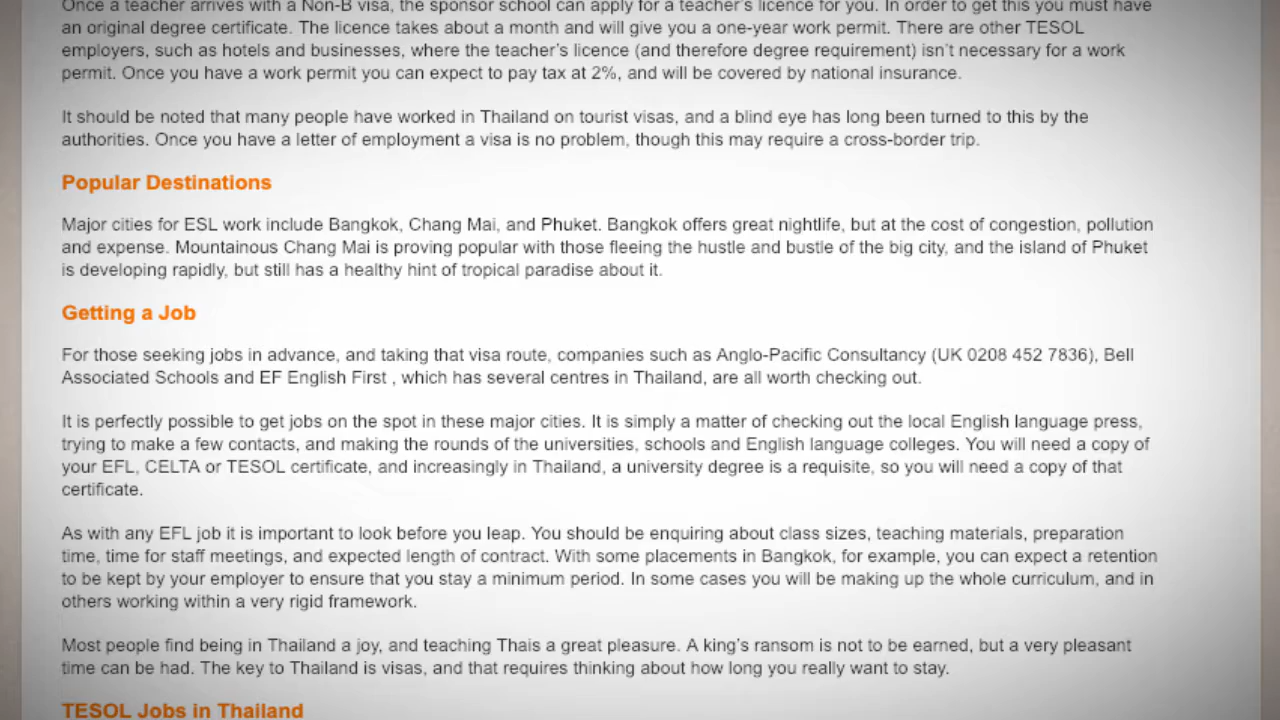 Once a teacher arrives with a Non-B visa, the sponsor school can apply for a teacher's licence for you. In order to get this you must have
an original degree certificate. The licence takes about a month and will give you a one-year work permit. There are other TESOL
employers, such as hotels and businesses, where the teacher's licence (and therefore degree requirement) isn't necessary for a work
permit. Once you have a work permit you can expect to pay tax at 2%, and will be covered by national insurance.
It should be noted that many people have worked in Thailand on tourist visas, and a blind eye has long been turned to this by the
authorities. Once you have a letter of employment a visa is no problem, though this may require a cross-border trip.
Popular Destinations
Major cities for ESL work include Bangkok, Chang Mai, and Phuket. Bangkok offers great nightlife, but at the cost of congestion, pollution
and expense. Mountainous Chang Mai is proving popular with those fleeing the hustle and bustle of the big city, and the island of Phuket
is developing rapidly, but still has a healthy hint of tropical paradise about it.
Getting a Job
For those seeking jobs in advance, and taking that visa route, companies such as Anglo-Pacific Consultancy (UK 0208 452 7836), Bell
Associated Schools and EF English First , which has several centres in Thailand, are all worth checking out.
It is perfectly possible to get jobs on the spot in these major cities. It is simply a matter of checking out the local English language press,
trying to make a few contacts, and making the rounds of the universities, schools and English language colleges. You will need a copy of
your EFL, CELTA or TESOL certificate, and increasingly in Thailand, a university degree is a requisite, so you will need a copy of that
certificate.
As with any EFL job it is important to look before you leap. You should be enquiring about class sizes, teaching materials, preparation
time, time for staff meetings, and expected length of contract. With some placements in Bangkok, for example, you can expect a retention
to be kept by your employer to ensure that you stay a minimum period. In some cases you will be making up the whole curriculum, and in
others working within a very rigid framework.
Most people find being in Thailand a joy, and teaching Thais a great pleasure. A king's ransom is not to be earned, but a very pleasant
time can be had. The key to Thailand is visas, and that requires thinking about how long you really want to stay.
TESOL Jobs in Thailand